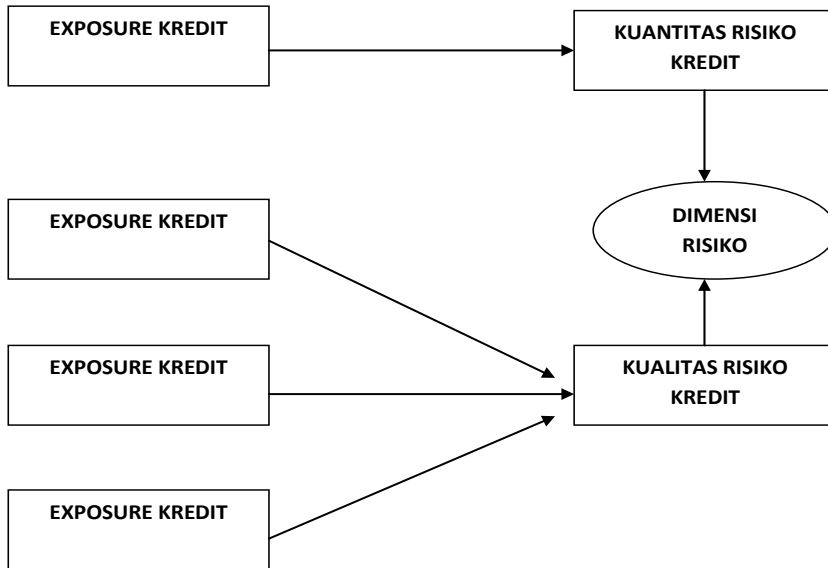 EXPOSURE KREDIT
KUANTITAS RISIKO
KREDIT
EXPOSURE KREDIT
DIMENSI
RISIKO
EXPOSURE KREDIT
KUALITAS RISIKO
KREDIT
EXPOSURE KREDIT